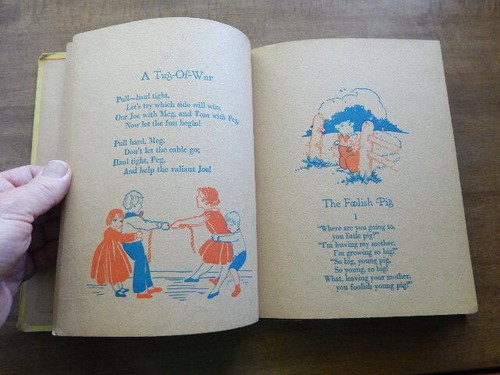 A Tug-Of-War
Pull—haul tight,
Let's try which side will win:
Our Joe with Meg, and Tom with Peg,
Now let the fun begin!
Pull hard, Meg,
Don't let the cable go;
Haul tight, Peg,
And help the valiant Joe!
The Foolish Pig
I
"Where are you going to,
you little pig?"
"I'm leaving my mother,
I'm growing so big!"
"So big, young pig,
So young, so big!
What, leaving your mother,
you foolish young pig?"